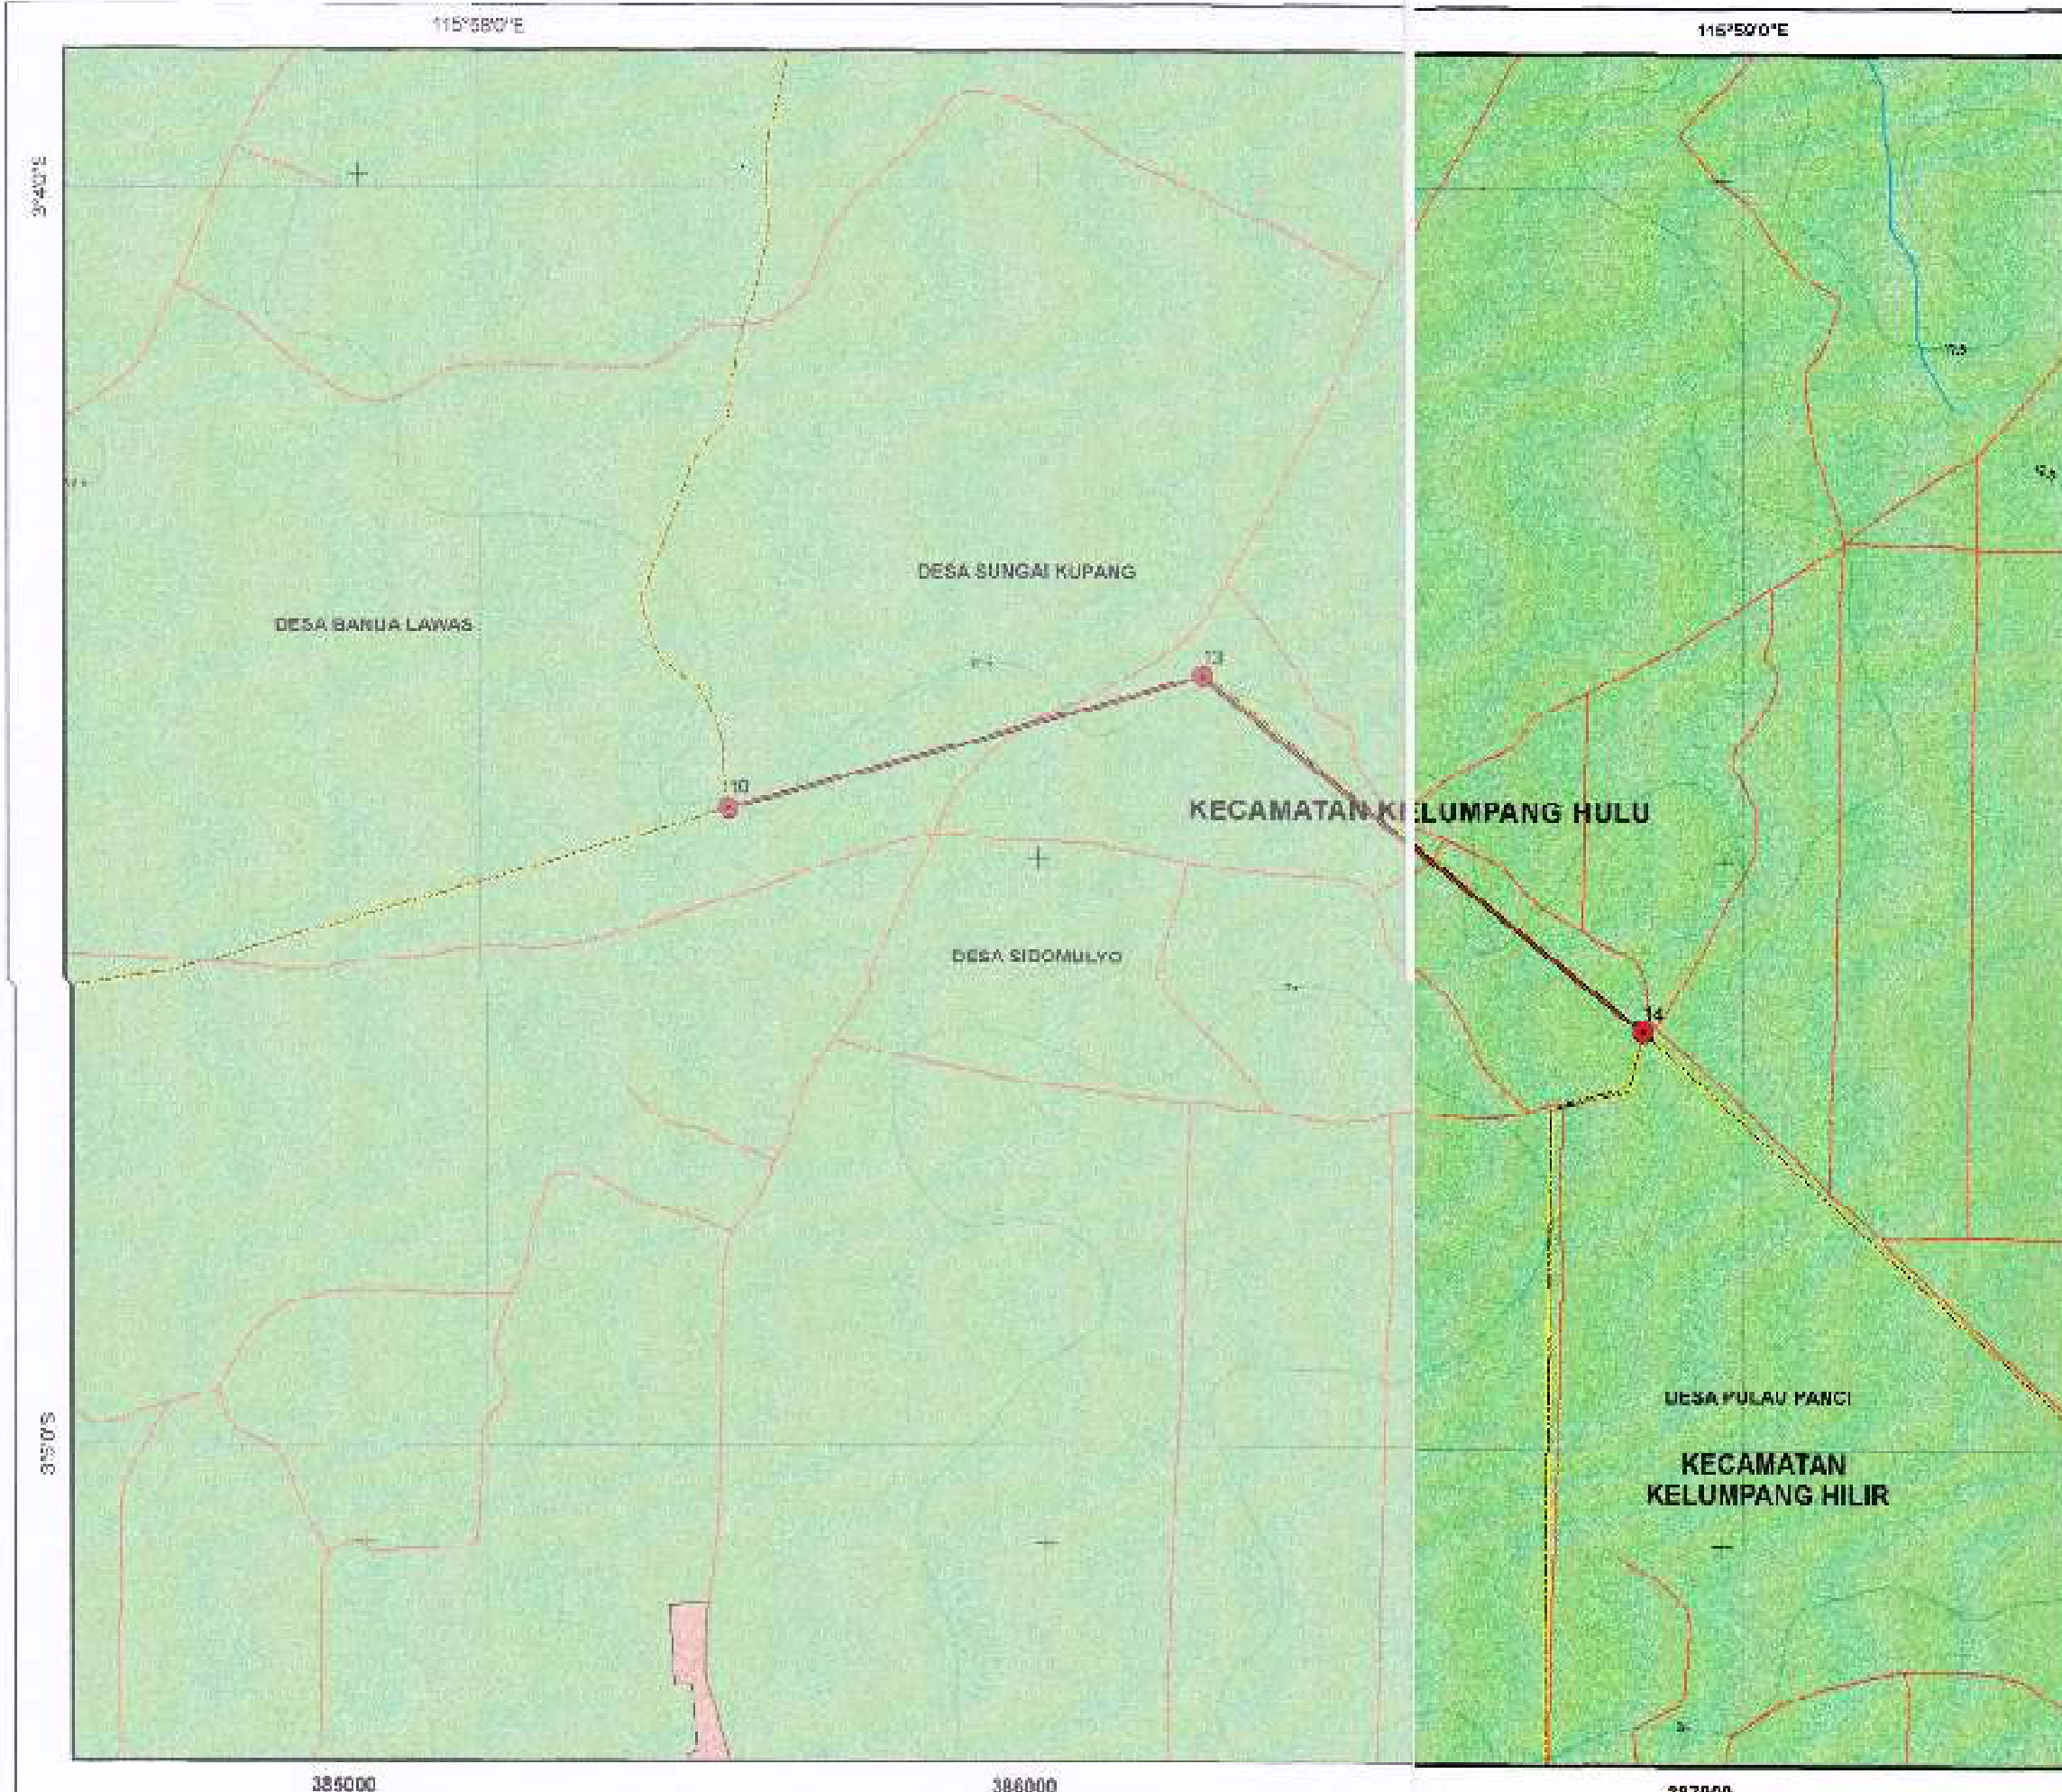 115°58'0"E
115°59'0"E
3°4'0"S
DESA SUNGAI KUPANG
DESA BANUA LAWAS
13
10
KECAMATAN KELUMPANG HULU
DESA SIDOMULYO
14
DESA PULAU PANCI
3°5'0"S
KECAMATAN
KELUMPANG HILIR
385000
386000
387000